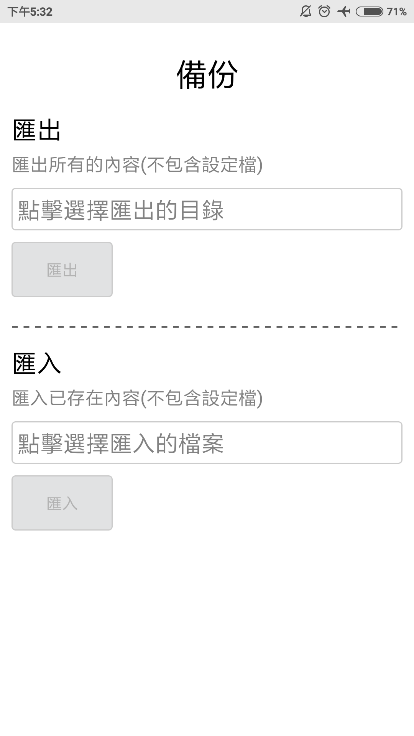 下午5:32 71%
備份
匯出
匯出所有的內容(不包含設定檔)
點擊選擇匯出的目錄
匯出
匯入
匯入已存在內容(不包含設定檔)
點擊選擇匯入的檔案
匯入